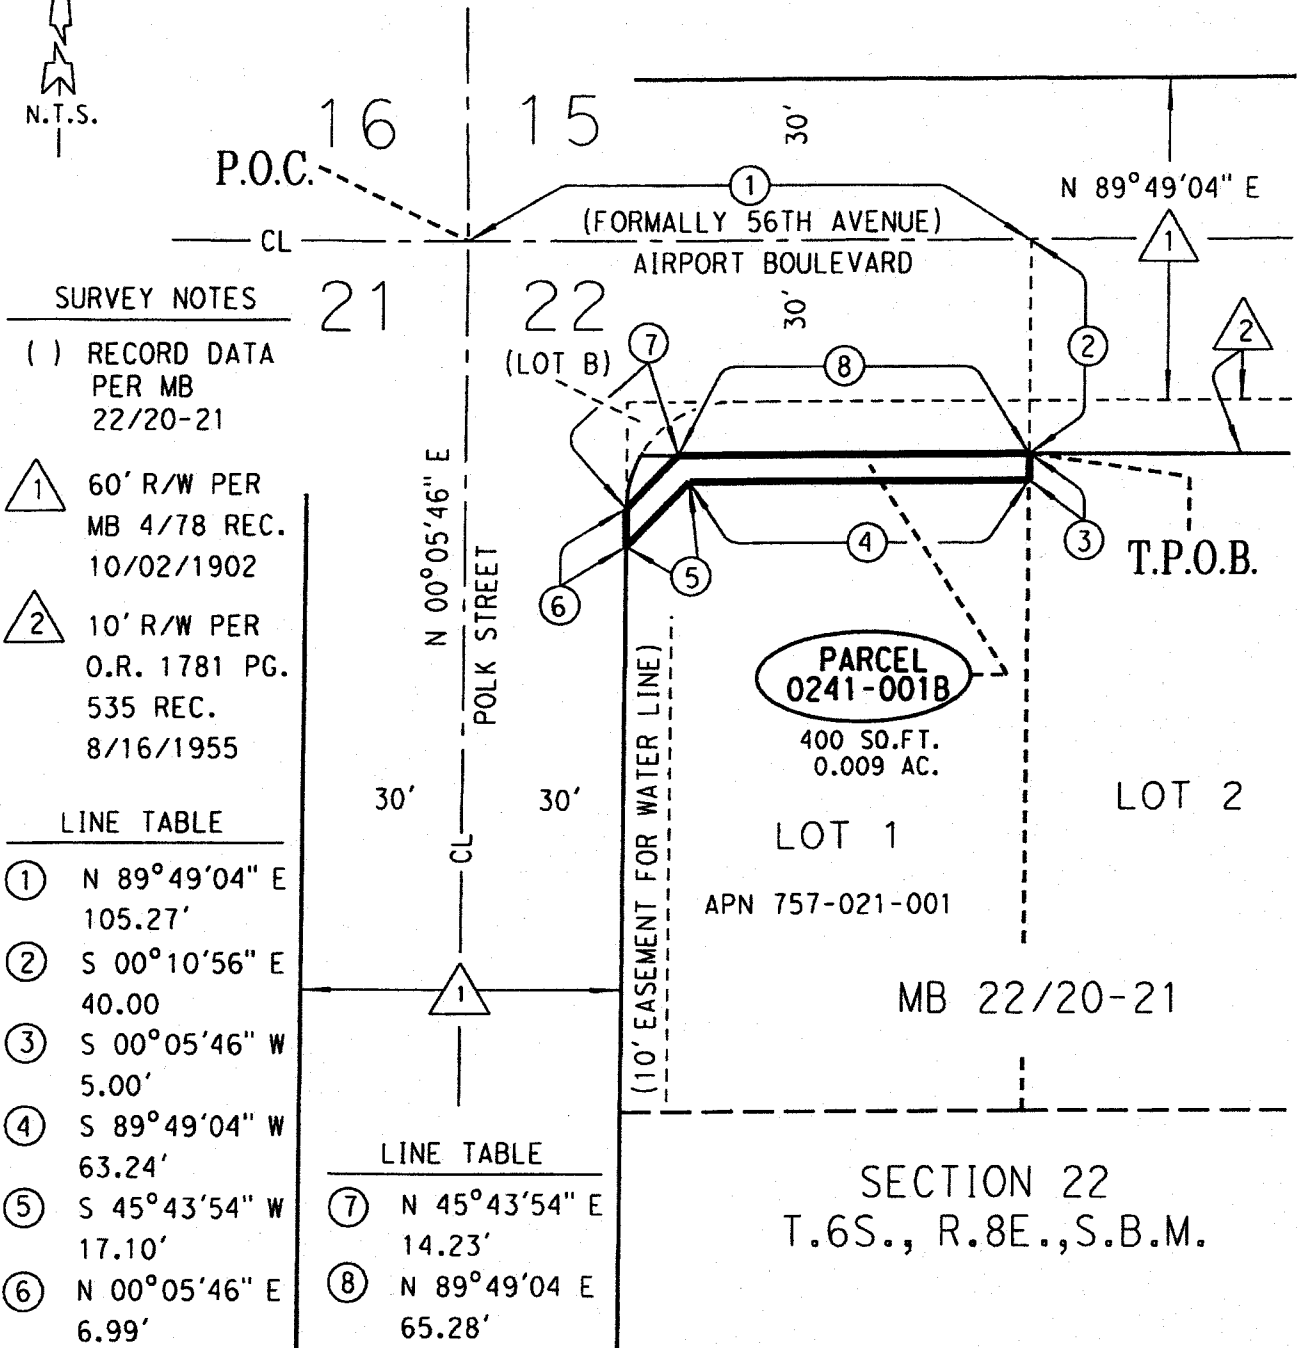 N.T.S.
16
15
P.O.C.
30'
1
N 89°49'04" E
(FORMALLY 56TH AVENUE)
1
CL
AIRPORT BOULEVARD
SURVEY NOTES
21
22
30'
2
7
2
( ) RECORD DATA
PER MB
22/20-21
(LOT B)
8
1 60' R/W PER
MB 4/78 REC.
10/02/1902
N 00°05'46" E
POLK STREET
4
3
T.P.O.B.
5
6
2 10' R/W PER
O.R. 1781 PG.
535 REC.
8/16/1955
PARCEL
0241-001B
400 SQ.FT.
0.009 AC.
(10' EASEMENT FOR WATER LINE)
30'
30'
LOT 2
LOT 1
CL
APN 757-021-001
1
MB 22/20-21
LINE TABLE
1 N 89°49'04" E
105.27'
2 S 00°10'56" E
40.00
3 S 00°05'46" W
5.00'
4 S 89°49'04" W
63.24'
5 S 45°43'54" W
17.10'
6 N 00°05'46" E
6.99'
LINE TABLE
7 N 45°43'54" E
14.23'
8 N 89°49'04 E
65.28'
SECTION 22
T.6S., R.8E.,S.B.M.